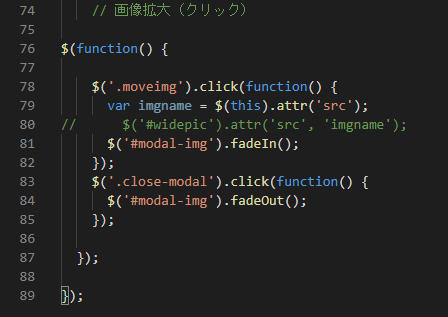 74 // 画像拡大（クリック）
75
76 $(function() {
77
78 $('.moveimg').click(function() {
79 var imgname = $(this).attr('src');
80 // $('#widepic').attr('src', 'imgname');
81 $('#modal-img').fadeIn();
82 });
83 $('.close-modal').click(function() {
84 $('#modal-img').fadeOut();
85 });
86
87 });
88
89 });